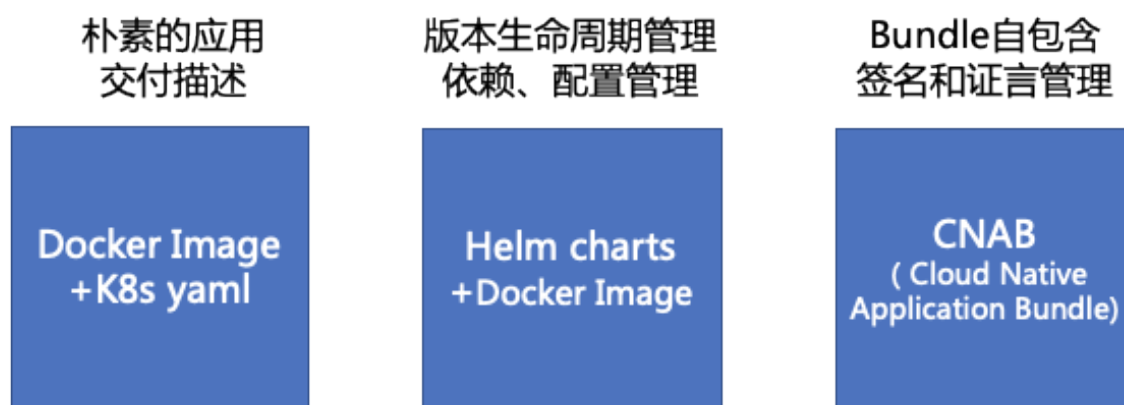 朴素的应用
交付描述
版本生命周期管理
依赖、配置管理
Bundle自包含
签名和证言管理
Docker Image
+K8s yaml
Helm charts
+Docker Image
CNAB
( Cloud Native
Application Bundle)